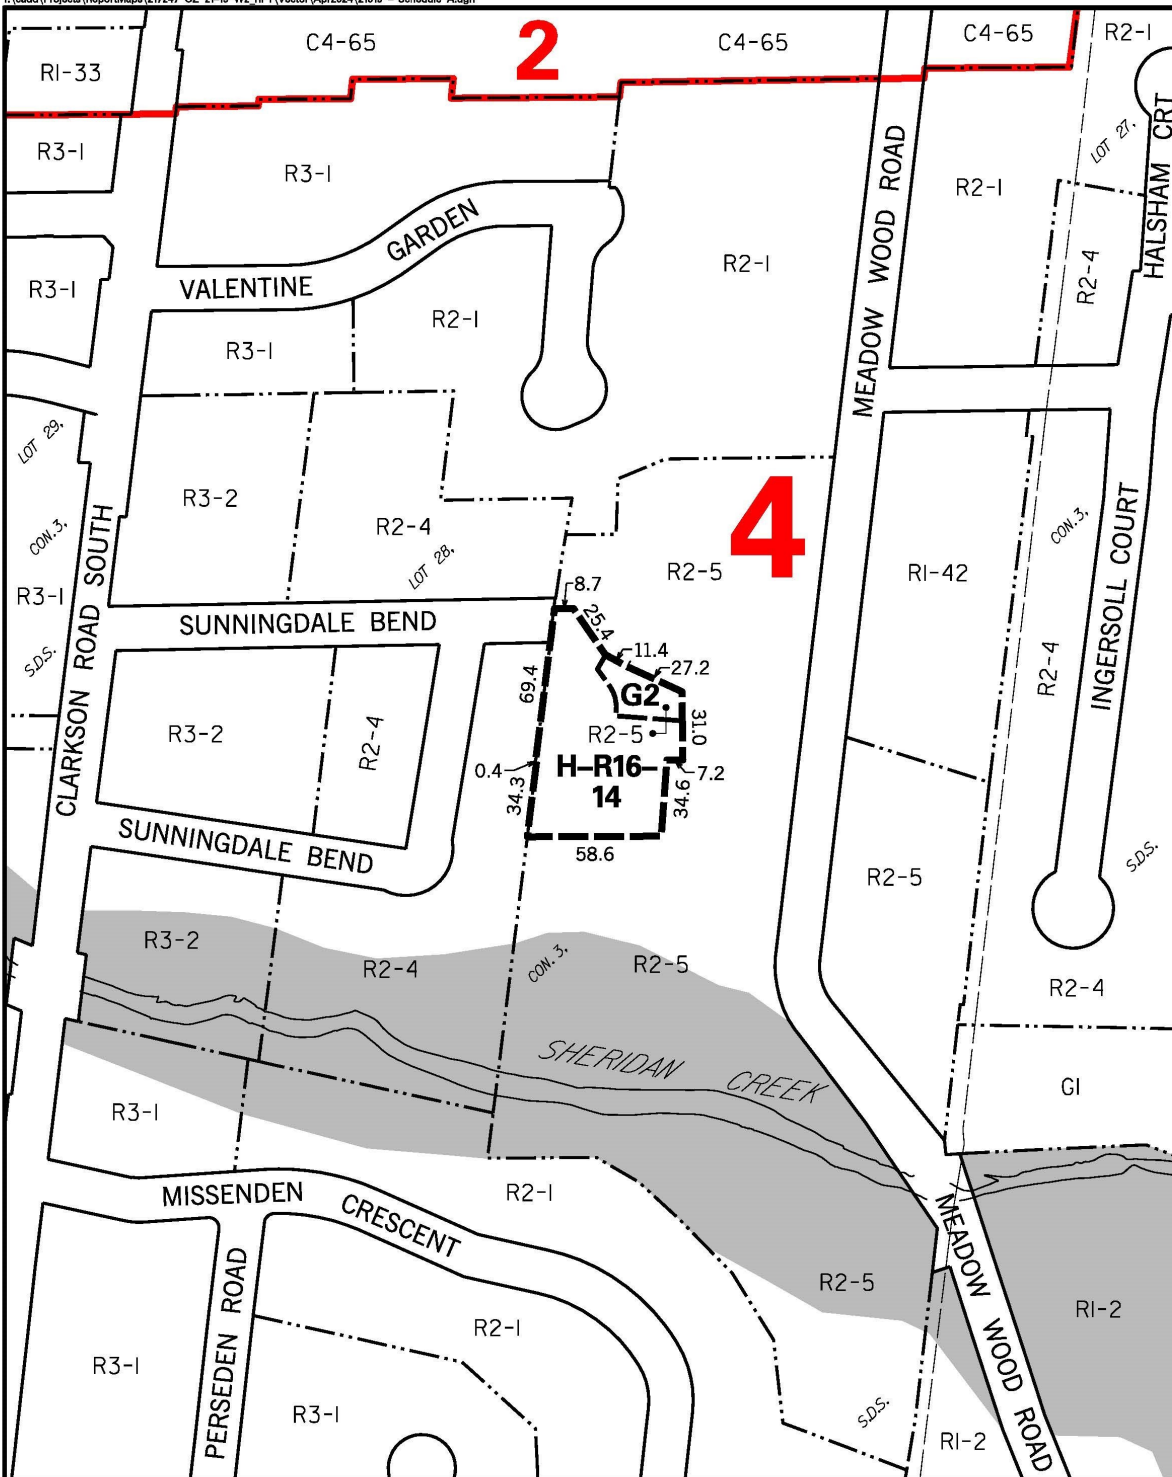 C4-65
2
C4-65
C4-65
R2-1
R1-33
R3-1
R3-1
LOT 27,
HALSHAM CRT
R2-1
MEADOW WOOD ROAD
R2-4
R2-1
R3-1
VALENTINE GARDEN
R2-1
R3-1
LOT 29,
CON.3,
S.D.S.
R3-2
R2-4
LOT 28,
4
R2-5
R1-42
CON.3,
INGERSOLL COURT
R3-1
CLARKSON ROAD SOUTH
SUNNINGDALE BEND
8.7
25.4
11.4
27.2
G2
69.4
R2-5
31.0
R2-4
R3-2
R2-4
0.4
H-R16-
14
7.2
34.3
34.6
58.6
SUNNINGDALE BEND
R2-5
S.D.S.
R3-2
R2-4
CON. 3,
R2-5
R2-4
SHERIDAN CREEK
G1
R3-1
MISSENDEN CRESCENT
R2-1
MEADOW WOOD ROAD
R2-5
R1-2
PERSEDEN ROAD
R2-1
R3-1
R3-1
S.D.S.
R1-2